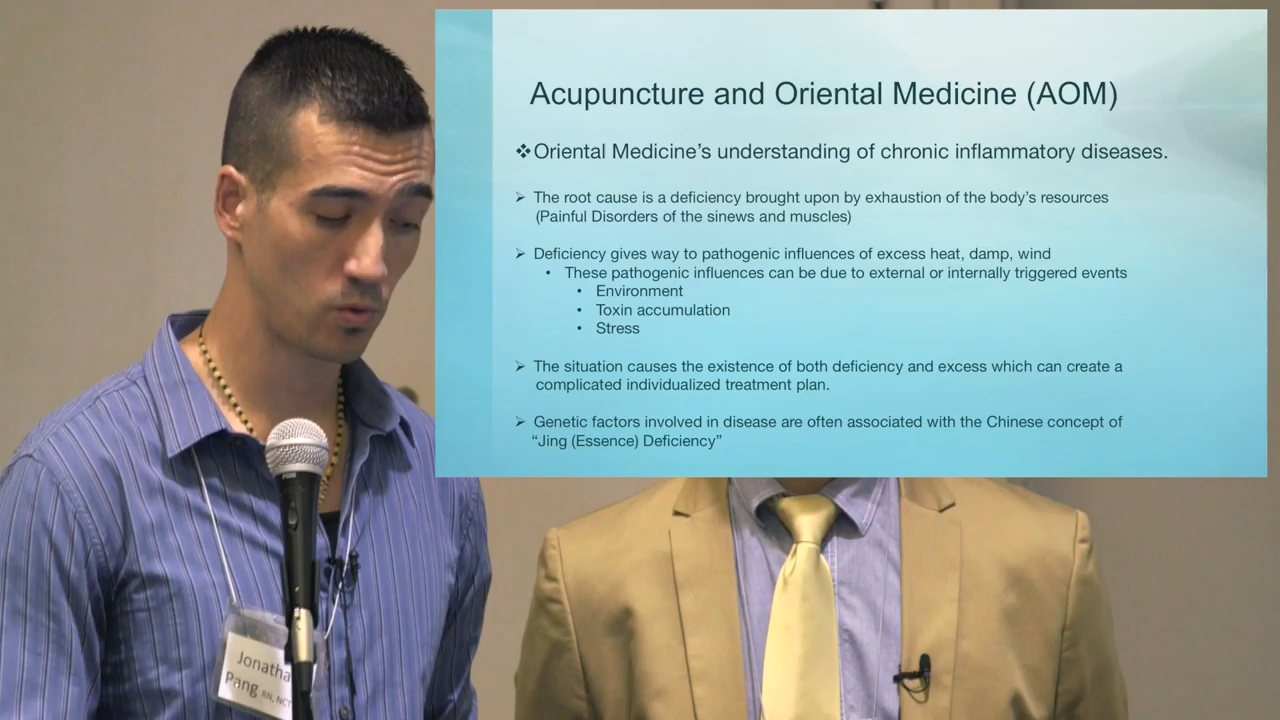 Acupuncture and Oriental Medicine (AOM)
❖Oriental Medicine's understanding of chronic inflammatory diseases.
➢ The root cause is a deficiency brought upon by exhaustion of the body's resources
(Painful Disorders of the sinews and muscles)
➢ Deficiency gives way to pathogenic influences of excess heat, damp, wind
• These pathogenic influences can be due to external or internally triggered events
• Environment
• Toxin accumulation
• Stress
➢ The situation causes the existence of both deficiency and excess which can create a
complicated individualized treatment plan.
➢ Genetic factors involved in disease are often associated with the Chinese concept of
“Jing (Essence) Deficiency”
Pang RN,